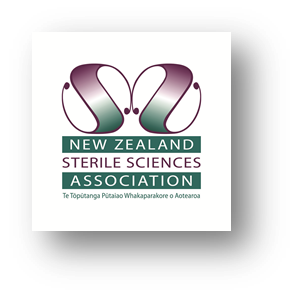 NEW ZEALAND
STERILE SCIENCES
ASSOCIATION
Te Tōpūtanga Pūtaiao Whakaparakore o Aotearoa